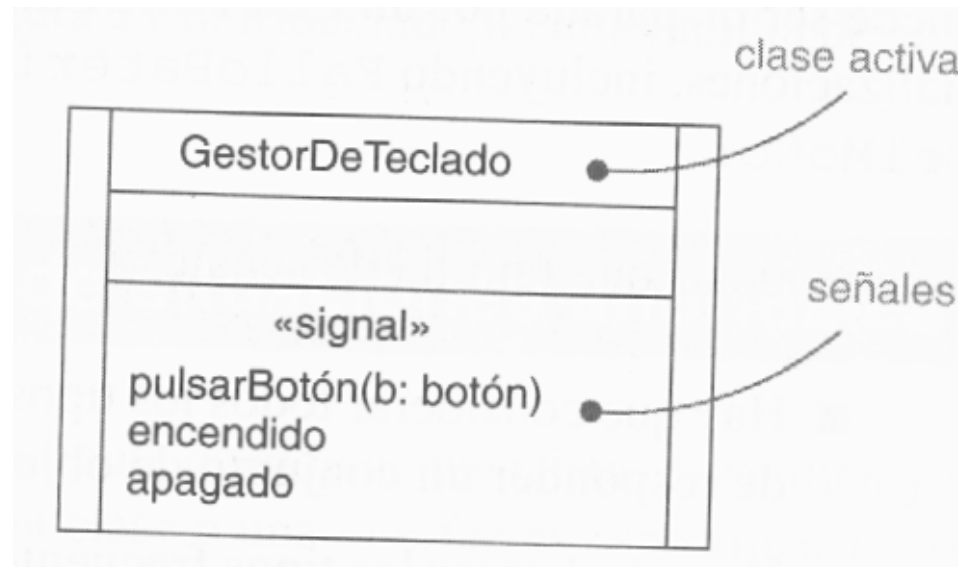 clase activa
GestorDeTeclado
señales
«signal»
pulsarBotón(b: botón)
encendido
apagado